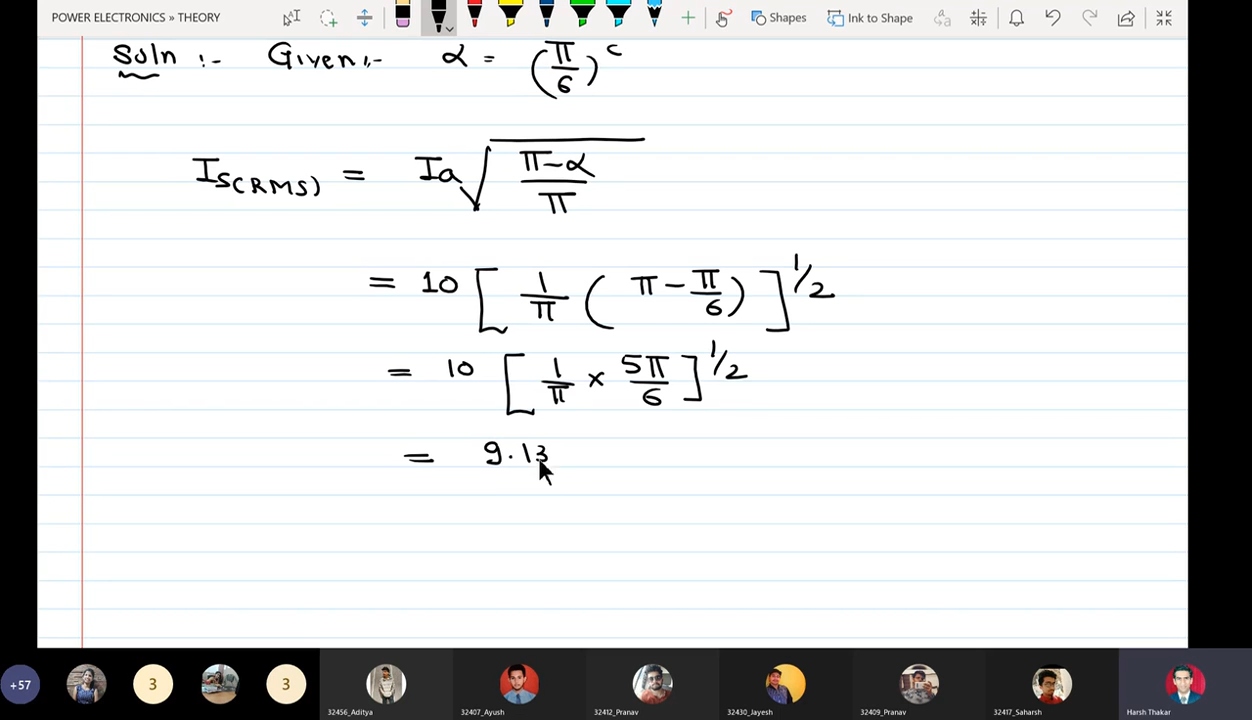 POWER ELECTRONICS » THEORY
Shapes
Ink to Shape
Soln :- Given :- α = (π/6)ᶜ
Is(RMS) = Ia √((π-α)/π)
= 10 [ 1/π ( π - π/6 ) ]^1/2
= 10 [ 1/π × 5π/6 ]^1/2
= 9.13
+57
3
3
32456_Aditya
32407_Ayush
32412_Pranav
32430_Jayesh
32409_Pranav
32417_Saharsh
Harsh Thakar